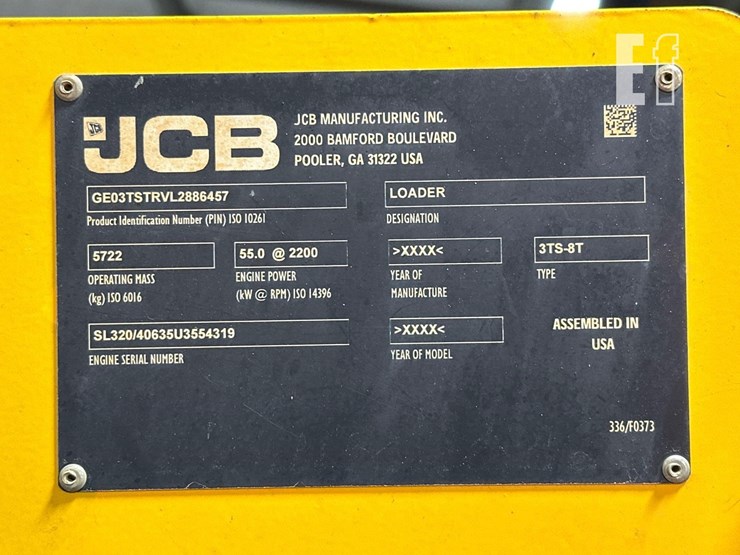 Ef
JCB
JCB MANUFACTURING INC.
2000 BAMFORD BOULEVARD
POOLER, GA 31322 USA
GE03TSTRVL2886457
Product Identification Number (PIN) ISO 10261
LOADER
DESIGNATION
5722
OPERATING MASS
(kg) ISO 6016
55.0 @ 2200
ENGINE POWER
(kW @ RPM) ISO 14396
>XXXX<
YEAR OF
MANUFACTURE
3TS-8T
TYPE
SL320/40635U3554319
ENGINE SERIAL NUMBER
>XXXX<
YEAR OF MODEL
ASSEMBLED IN
USA
336/F0373